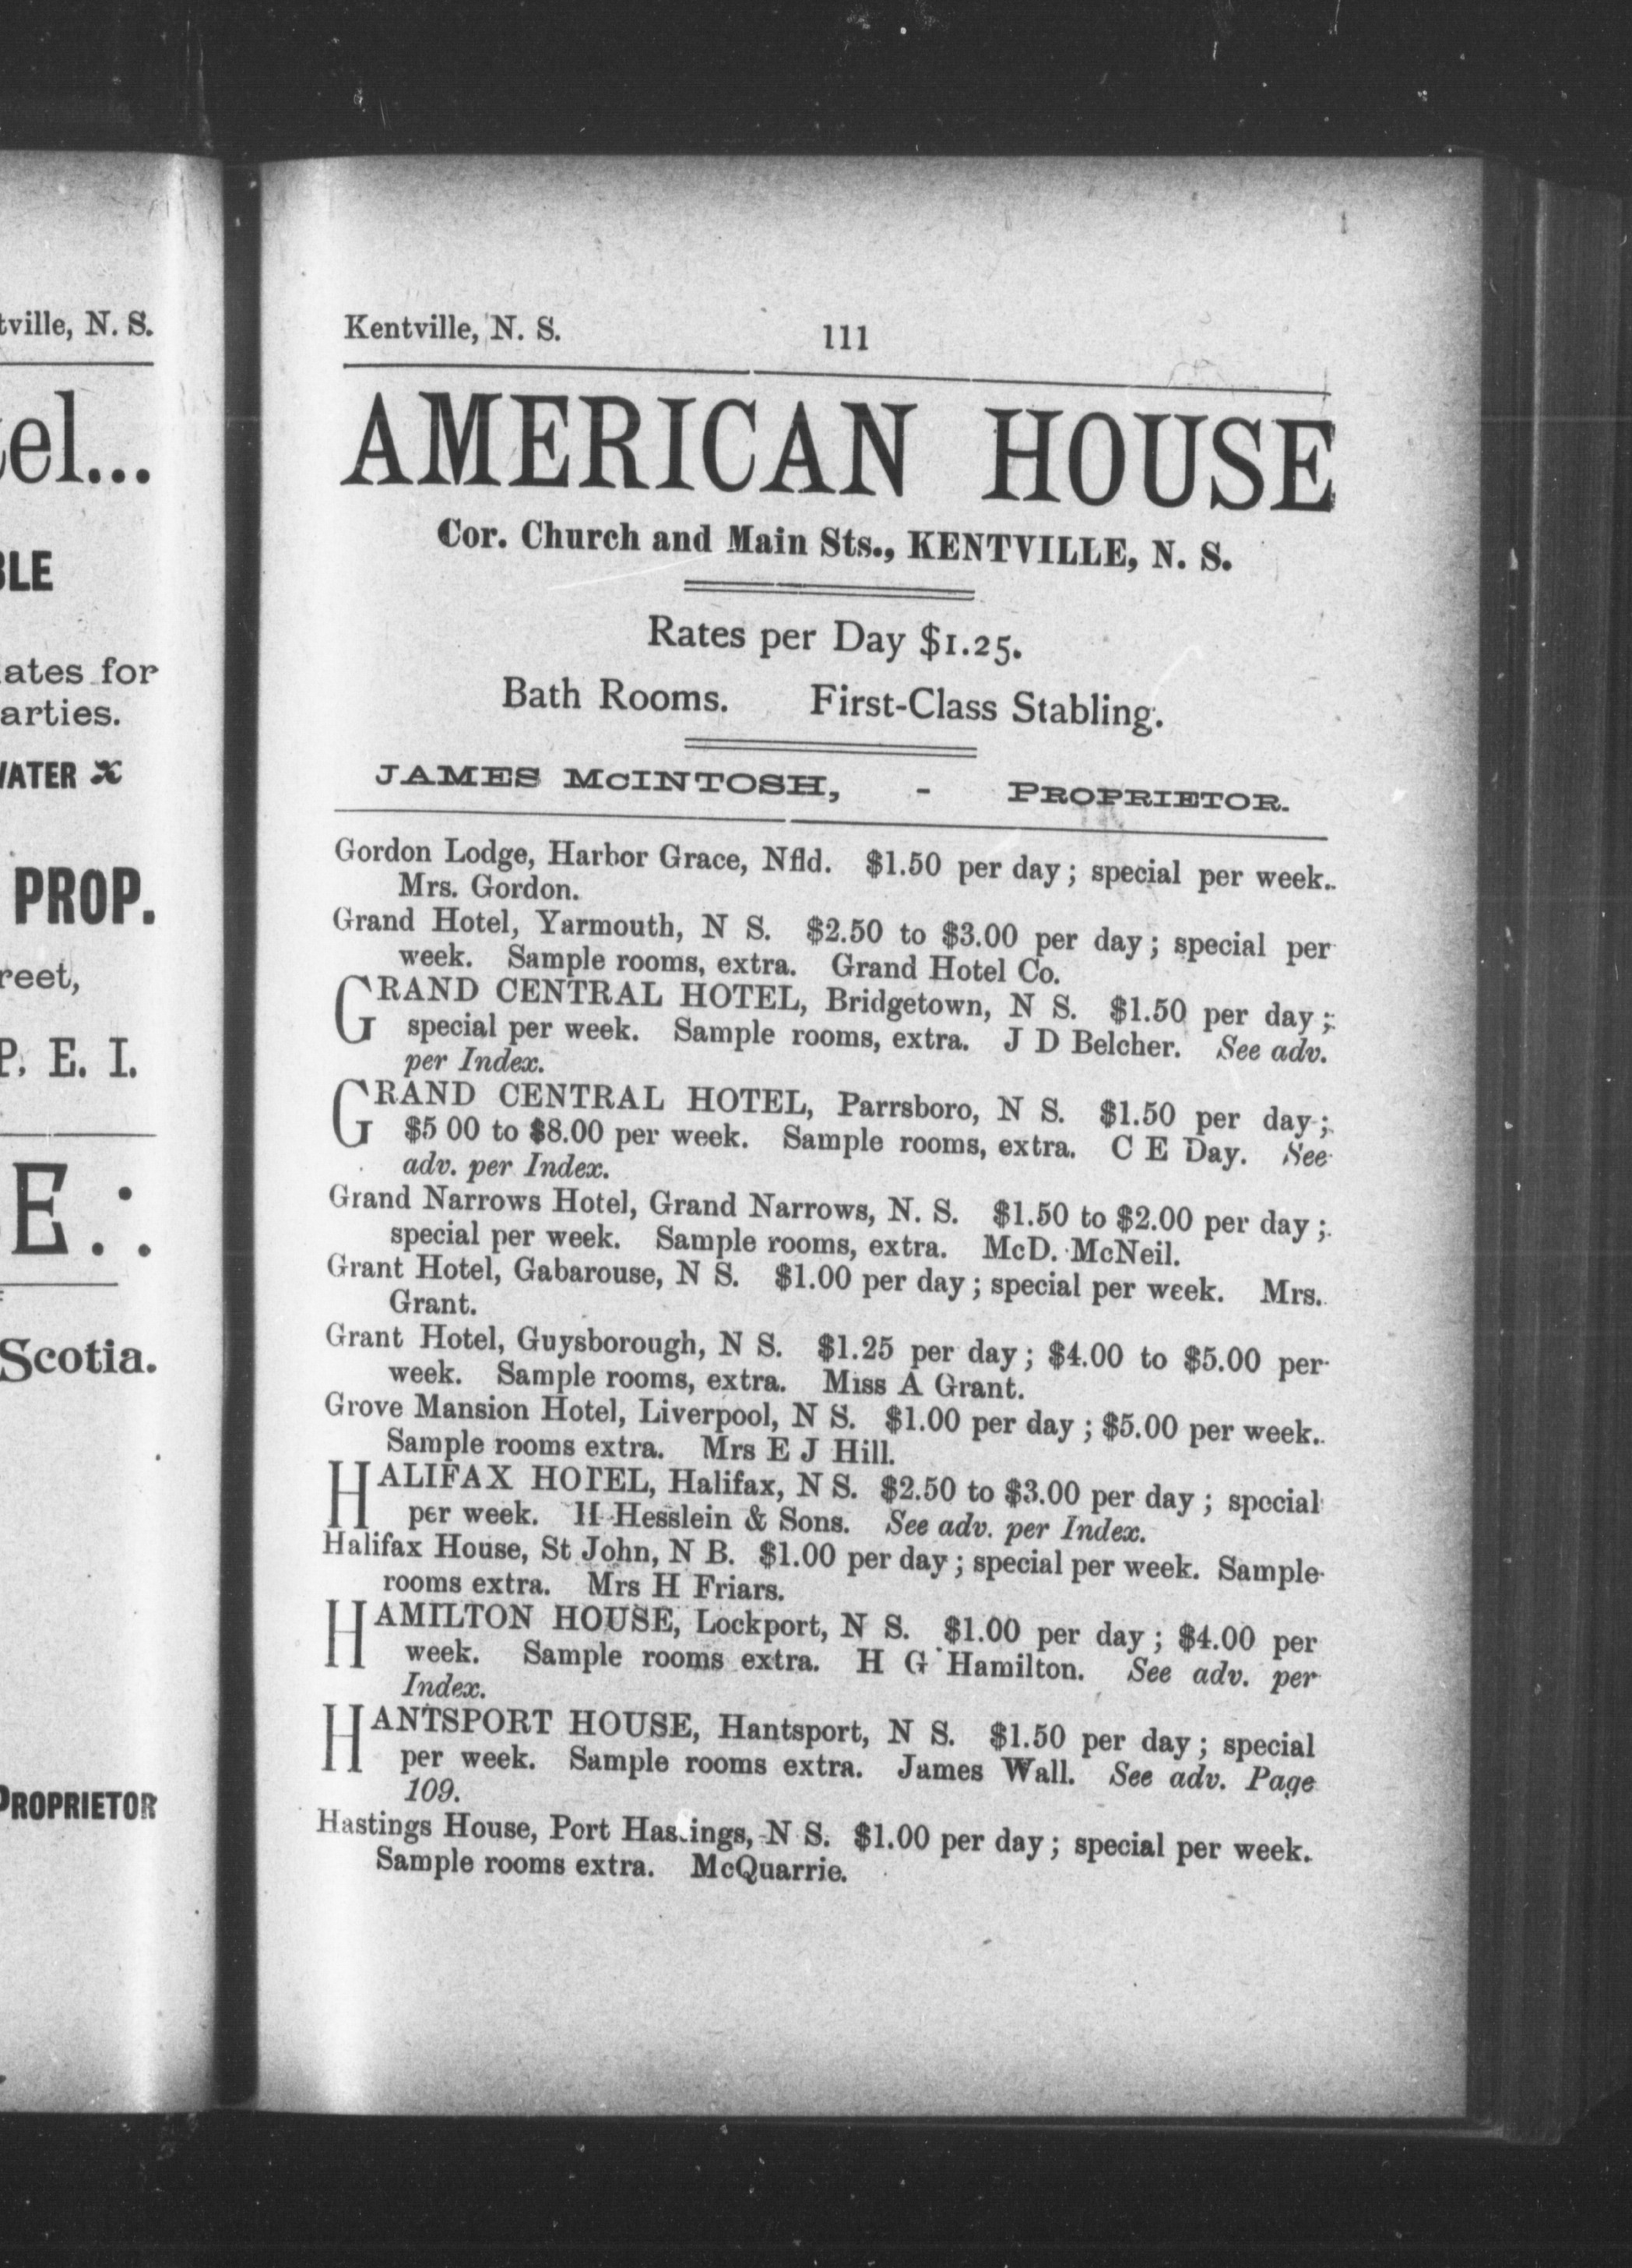 tville, N. S.
el...
BLE
ates for
arties.
WATER
PROP.
reet,
P. E. I.
E
Scotia.
PROPRIETOR
Kentville, N. S. 111
AMERICAN HOUSE
Cor. Church and Main Sts., KENTVILLE, N. S.
Rates per Day $1.25.
Bath Rooms. First-Class Stabling.
JAMES McINTOSH, - PROPRIETOR.
Gordon Lodge, Harbor Grace, Nfld. $1.50 per day; special per week.
Mrs. Gordon.
Grand Hotel, Yarmouth, N S. $2.50 to $3.00 per day; special per
week. Sample rooms, extra. Grand Hotel Co.
GRAND CENTRAL HOTEL, Bridgetown, N S. $1.50 per day;
special per week. Sample rooms, extra. J D Belcher. See adv.
per Index.
GRAND CENTRAL HOTEL, Parrsboro, N S. $1.50 per day;
$5 00 to $8.00 per week. Sample rooms, extra. C E Day. See
adv. per Index.
Grand Narrows Hotel, Grand Narrows, N. S. $1.50 to $2.00 per day;
special per week. Sample rooms, extra. McD. McNeil.
Grant Hotel, Gabarouse, N S. $1.00 per day; special per week. Mrs.
Grant.
Grant Hotel, Guysborough, N S. $1.25 per day; $4.00 to $5.00 per
week. Sample rooms, extra. Miss A Grant.
Grove Mansion Hotel, Liverpool, N S. $1.00 per day; $5.00 per week.
Sample rooms extra. Mrs E J Hill.
HALIFAX HOTEL, Halifax, N S. $2.50 to $3.00 per day; special
per week. H Hesslein & Sons. See adv. per Index.
Halifax House, St John, N B. $1.00 per day; special per week. Sample
rooms extra. Mrs H Friars.
HAMILTON HOUSE, Lockport, N S. $1.00 per day; $4.00 per
week. Sample rooms extra. H G Hamilton. See adv. per
Index.
HANTSPORT HOUSE, Hantsport, N S. $1.50 per day; special
per week. Sample rooms extra. James Wall. See adv. Page
109.
Hastings House, Port Hastings, N S. $1.00 per day; special per week.
Sample rooms extra. McQuarrie.